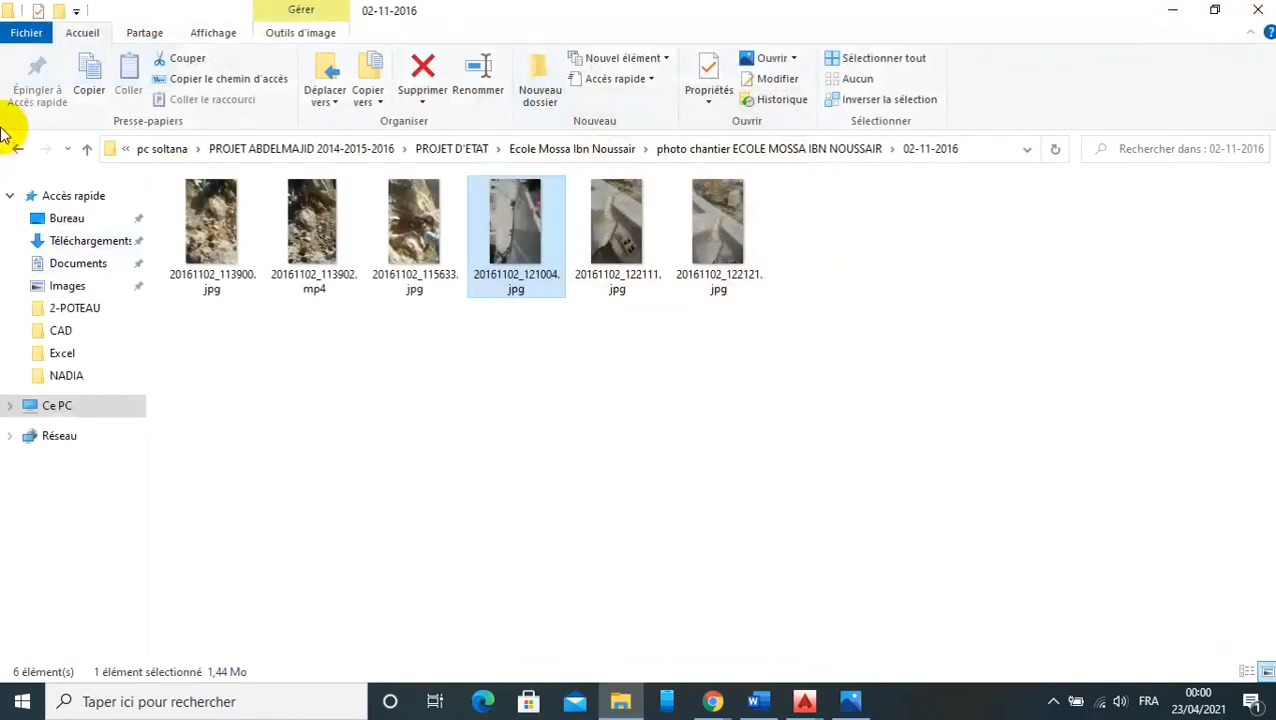 Gérer
02-11-2016
Fichier
Accueil
Partage
Affichage
Outils d'image
Épingler à
Accès rapide
Copier
Coller
Couper
Copier le chemin d'accès
Coller le raccourci
Presse-papiers
Déplacer
vers
Copier
vers
Supprimer
Renommer
Organiser
Nouveau
dossier
Nouvel élément
Accès rapide
Nouveau
Propriétés
Ouvrir
Modifier
Historique
Ouvrir
Sélectionner tout
Aucun
Inverser la sélection
Sélectionner
« pc soltana › PROJET ABDELMAJID 2014-2015-2016 › PROJET D'ETAT › Ecole Mossa Ibn Noussair › photo chantier ECOLE MOSSA IBN NOUSSAIR › 02-11-2016
Rechercher dans : 02-11-2016
Accès rapide
Bureau
Téléchargements
Documents
Images
2-POTEAU
CAD
Excel
NADIA
Ce PC
Réseau
20161102_113900.
jpg
20161102_113902.
mp4
20161102_115633.
jpg
20161102_121004.
jpg
20161102_122111.
jpg
20161102_122121.
jpg
6 élément(s) 1 élément sélectionné 1,44 Mo
Taper ici pour rechercher
FRA
00:00
23/04/2021